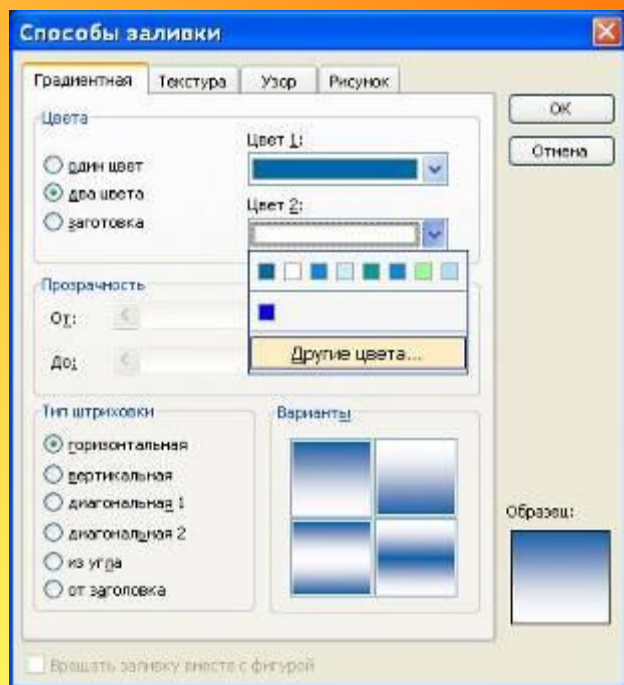 Способы заливки
Градиентная Текстура Узор Рисунок
Цвета
один цвет
два цвета
заготовка
Цвет 1:
Цвет 2:
Другие цвета...
Прозрачность
От:
До:
Тип штриховки
горизонтальная
вертикальная
диагональная 1
диагональная 2
из угла
от заголовка
Варианты
ОК
Отмена
Образец:
Вращать заливку вместе с фигурой